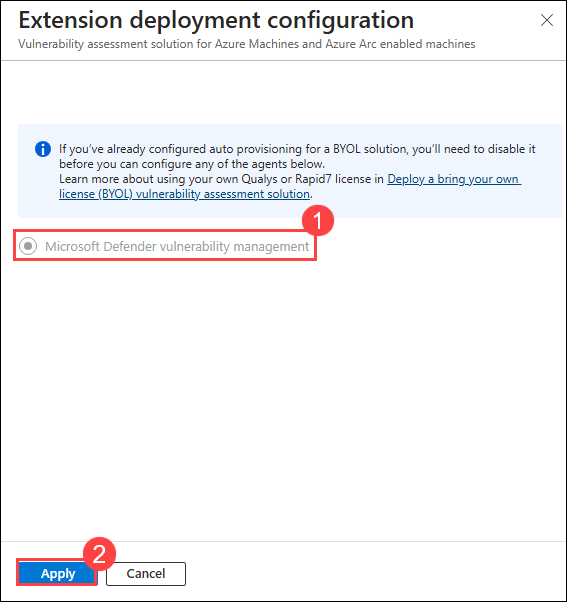 Extension deployment configuration
Vulnerability assessment solution for Azure Machines and Azure Arc enabled machines
If you've already configured auto provisioning for a BYOL solution, you'll need to disable it
before you can configure any of the agents below.
Learn more about using your own Qualys or Rapid7 license in Deploy a bring your own
license (BYOL) vulnerability assessment solution.
1
Microsoft Defender vulnerability management
2
Apply
Cancel